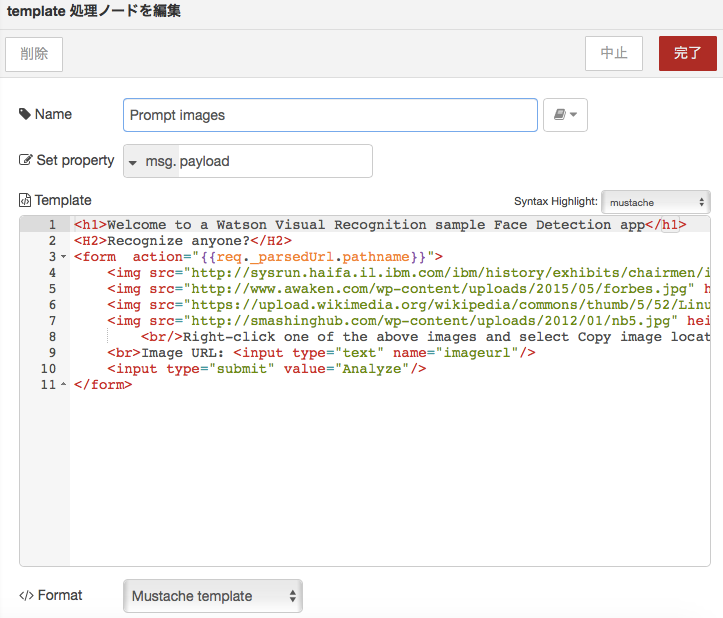 template 処理ノードを編集
削除
中止
完了
Name
Prompt images
Set property
msg. payload
Template
Syntax Highlight:
mustache
1 <h1>Welcome to a Watson Visual Recognition sample Face Detection app</h1>
2 <H2>Recognize anyone?</H2>
3 <form  action="{{req._parsedUrl.pathname}}">
4 <img src="http://sysrun.haifa.il.ibm.com/ibm/history/exhibits/chairmen/i
5 <img src="http://www.awaken.com/wp-content/uploads/2015/05/forbes.jpg" h
6 <img src="https://upload.wikimedia.org/wikipedia/commons/thumb/5/52/Linu
7 <img src="http://smashinghub.com/wp-content/uploads/2012/01/nb5.jpg" hei
8 <br/>Right-click one of the above images and select Copy image locat
9 <br>Image URL: <input type="text" name="imageurl"/>
10 <input type="submit" value="Analyze"/>
11 </form>
</> Format
Mustache template